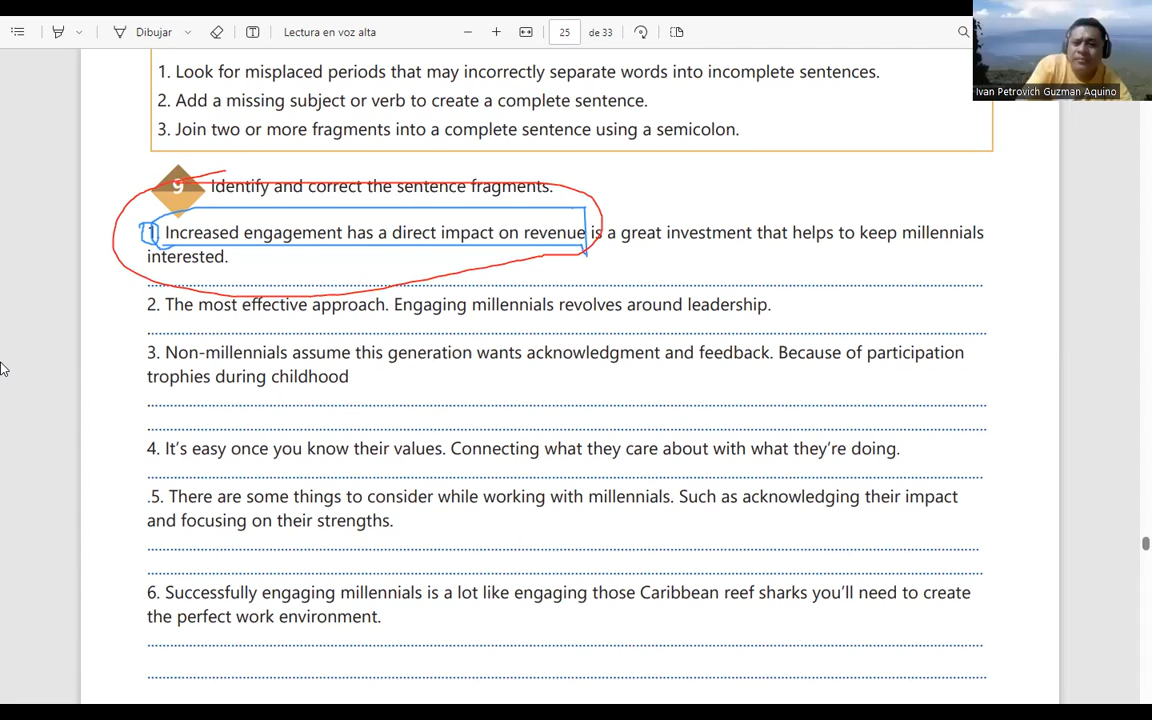 Dibujar
Lectura en voz alta
25 de 33
Ivan Petrovich Guzman Aquino
1. Look for misplaced periods that may incorrectly separate words into incomplete sentences.
2. Add a missing subject or verb to create a complete sentence.
3. Join two or more fragments into a complete sentence using a semicolon.
9 Identify and correct the sentence fragments.
1. Increased engagement has a direct impact on revenue is a great investment that helps to keep millennials
interested.
2. The most effective approach. Engaging millennials revolves around leadership.
3. Non-millennials assume this generation wants acknowledgment and feedback. Because of participation
trophies during childhood
4. It’s easy once you know their values. Connecting what they care about with what they’re doing.
.5. There are some things to consider while working with millennials. Such as acknowledging their impact
and focusing on their strengths.
6. Successfully engaging millennials is a lot like engaging those Caribbean reef sharks you’ll need to create
the perfect work environment.